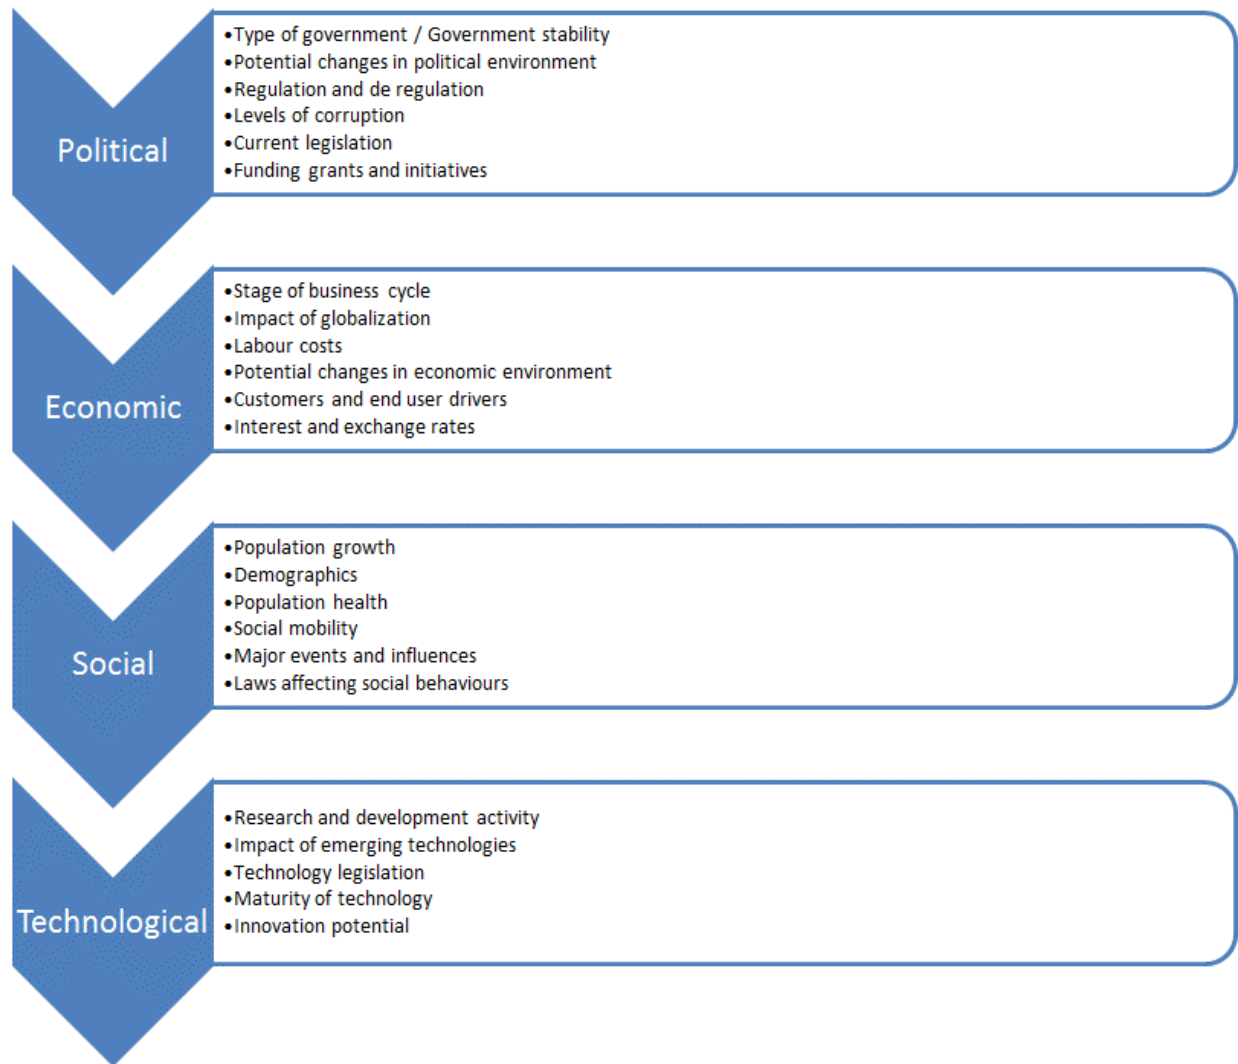 Political
•Type of government / Government stability
•Potential changes in political environment
•Regulation and de regulation
•Levels of corruption
•Current legislation
•Funding grants and initiatives
Economic
•Stage of business cycle
•Impact of globalization
•Labour costs
•Potential changes in economic environment
•Customers and end user drivers
•Interest and exchange rates
Social
•Population growth
•Demographics
•Population health
•Social mobility
•Major events and influences
•Laws affecting social behaviours
Technological
•Research and development activity
•Impact of emerging technologies
•Technology legislation
•Maturity of technology
•Innovation potential